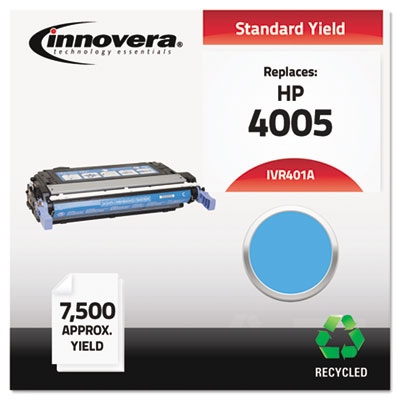 innovera
technology essentials
Standard Yield
Replaces:
HP
4005
IVR401A
7,500
APPROX.
YIELD
RECYCLED